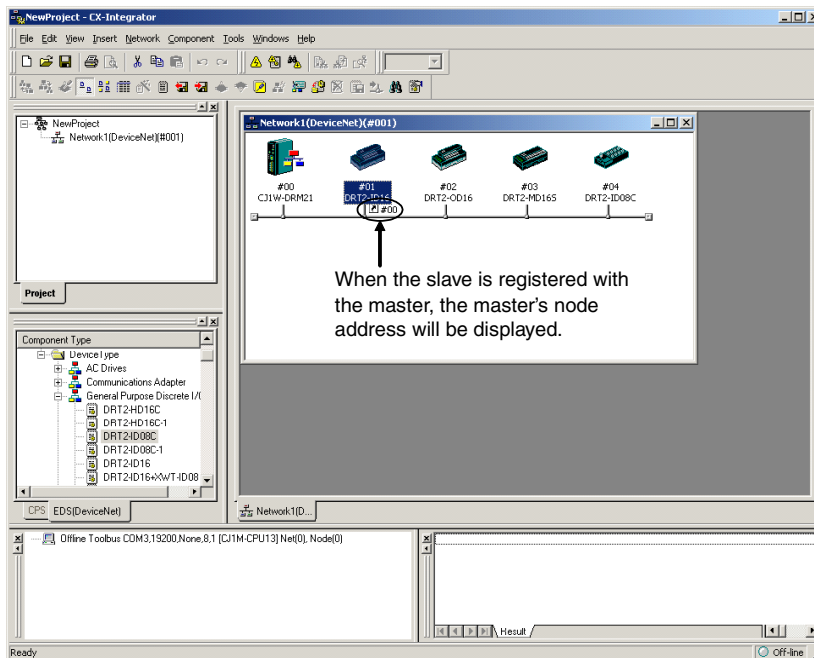 NewProject - CX-Integrator
File Edit View Insert Network Component Tools Windows Help
NewProject
Network1(DeviceNet)(#001)
Project
Component Type
DeviceType
AC Drives
Communications Adapter
General Purpose Discrete I/(
DRT2-HD16C
DRT2-HD16C-1
DRT2-ID08C
DRT2-ID08C-1
DRT2-ID16
DRT2-ID16+XWT-ID08
CPS EDS(DeviceNet)
Network1(DeviceNet)(#001)
#00 #01 #02 #03 #04
CJ1W-DRM21 DRT2-ID16 DRT2-OD16 DRT2-MD16S DRT2-ID08C
#00
When the slave is registered with
the master, the master's node
address will be displayed.
Network1(D...
Offline Toolbus COM3,19200,None,8,1 [CJ1M-CPU13] Net(0), Node(0)
Result
Ready
Off-line